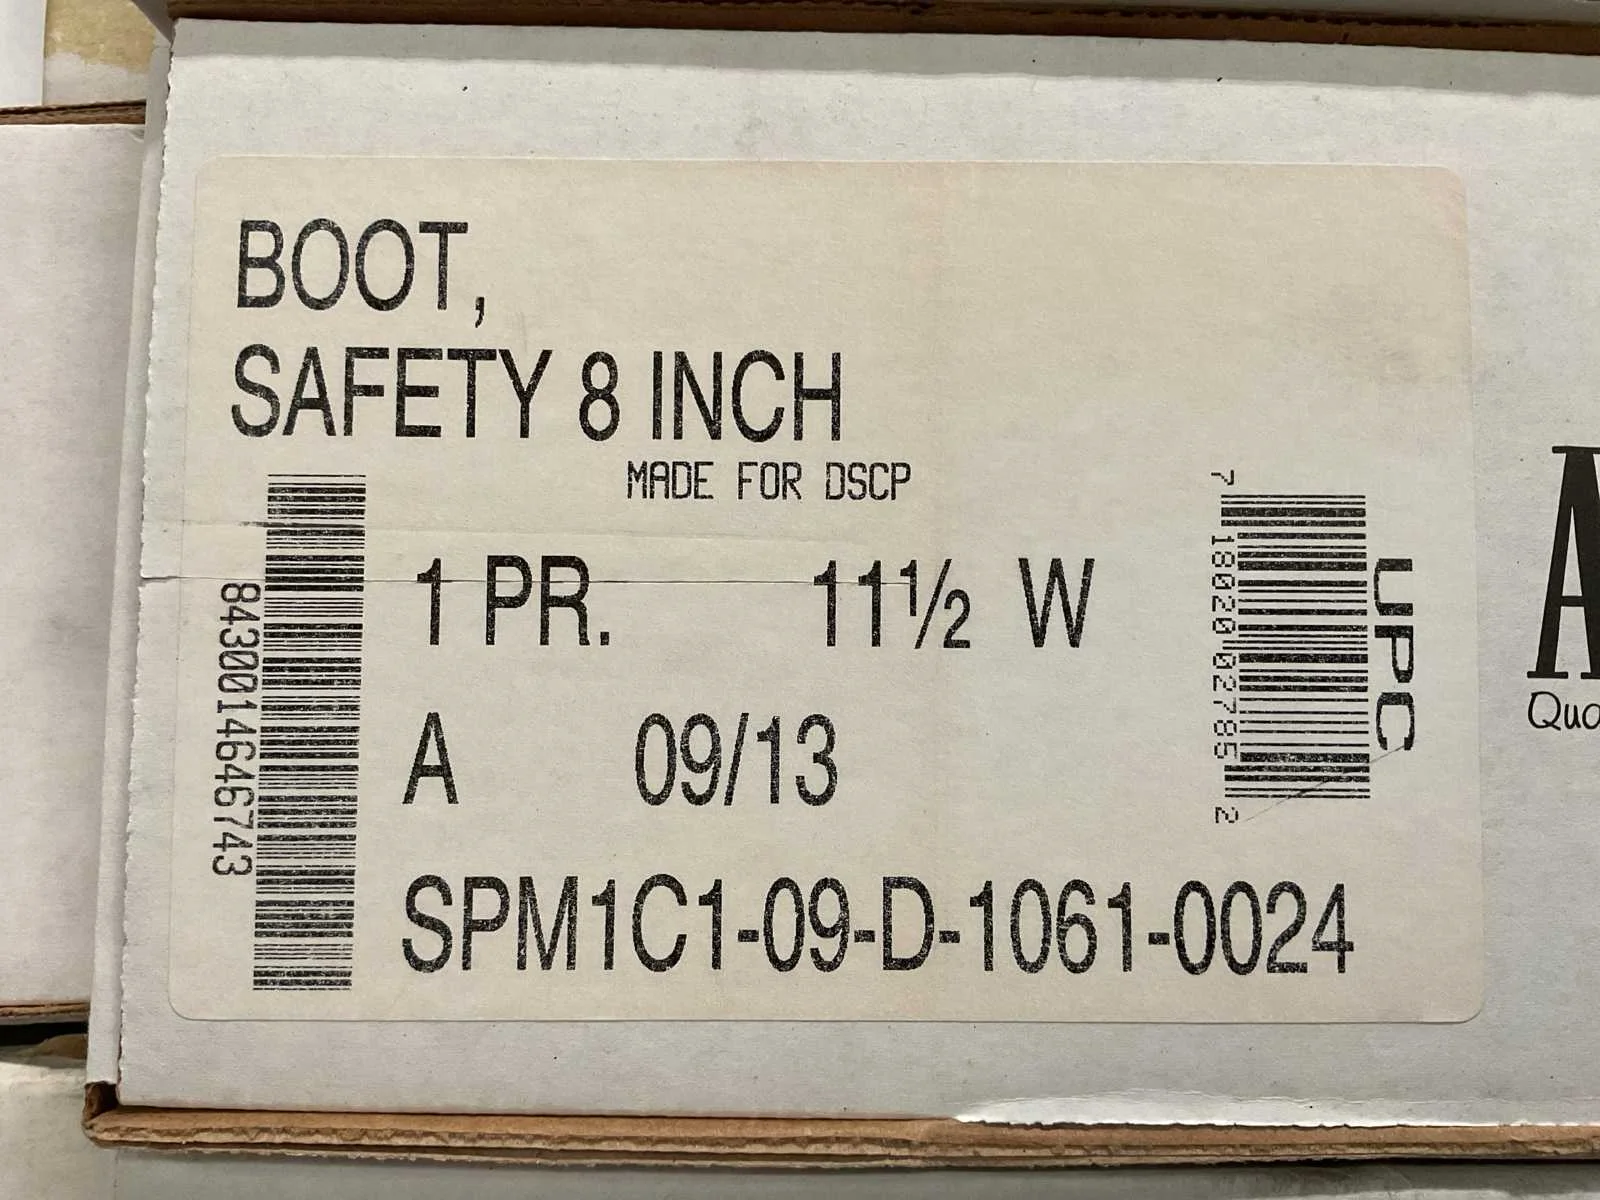 BOOT,
SAFETY 8 INCH
MADE FOR DSCP
1 PR. 11½ W
A 09/13
SPM1C1-09-D-1061-0024
8430014646743
7 18020 02785 2
UPC